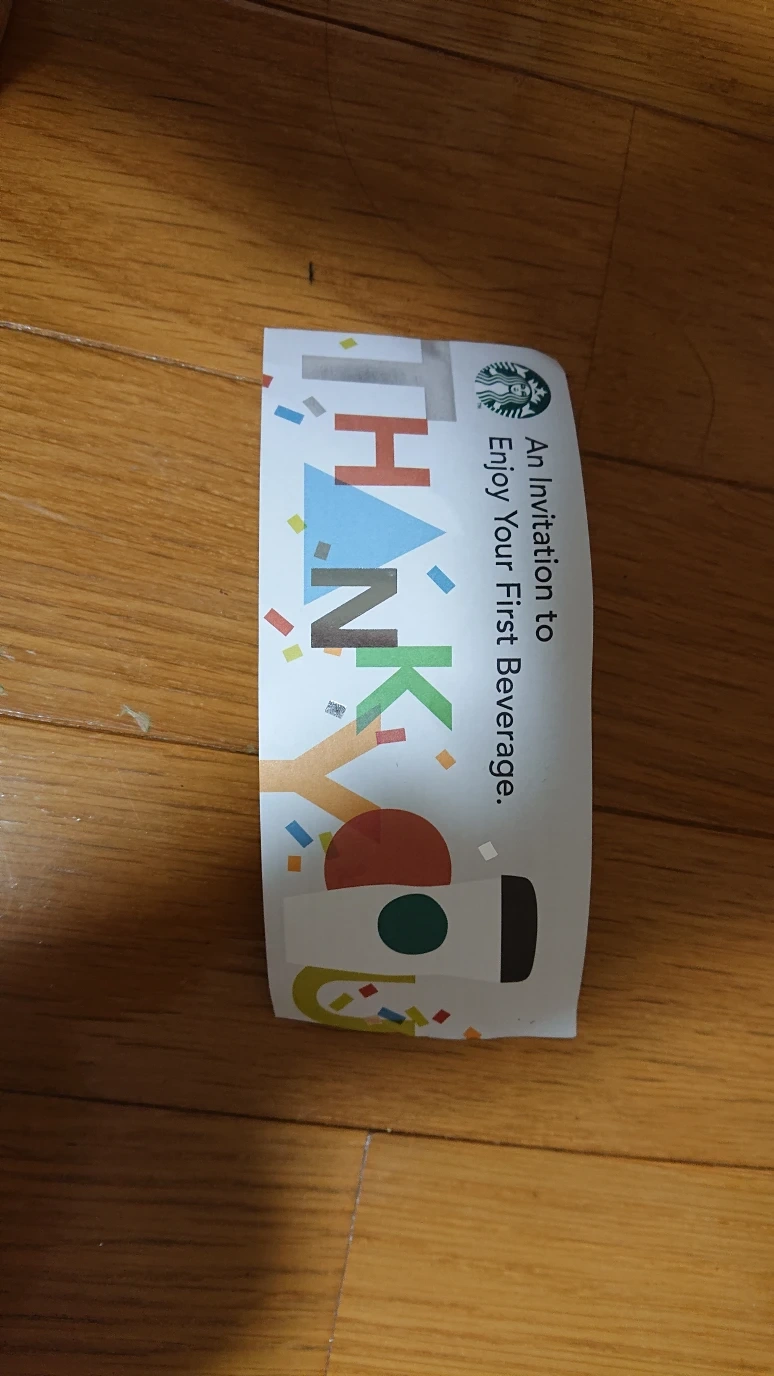 An Invitation to
Enjoy Your First Beverage.
THANK YOU